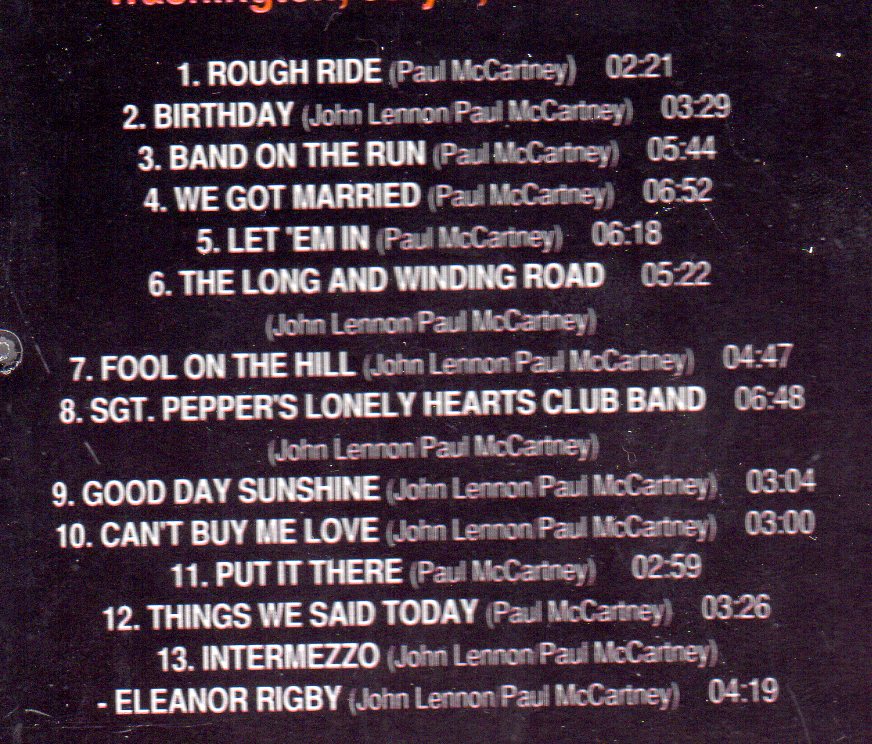 1. ROUGH RIDE (Paul McCartney) 02:21
2. BIRTHDAY (John Lennon/Paul McCartney) 03:29
3. BAND ON THE RUN (Paul McCartney) 05:44
4. WE GOT MARRIED (Paul McCartney) 06:52
5. LET 'EM IN (Paul McCartney) 06:18
6. THE LONG AND WINDING ROAD 05:22
(John Lennon/Paul McCartney)
7. FOOL ON THE HILL (John Lennon/Paul McCartney) 04:47
8. SGT. PEPPER'S LONELY HEARTS CLUB BAND 06:48
(John Lennon/Paul McCartney)
9. GOOD DAY SUNSHINE (John Lennon/Paul McCartney) 03:04
10. CAN'T BUY ME LOVE (John Lennon/Paul McCartney) 03:00
11. PUT IT THERE (Paul McCartney) 02:59
12. THINGS WE SAID TODAY (Paul McCartney) 03:26
13. INTERMEZZO (John Lennon/Paul McCartney)
- ELEANOR RIGBY (John Lennon/Paul McCartney) 04:19